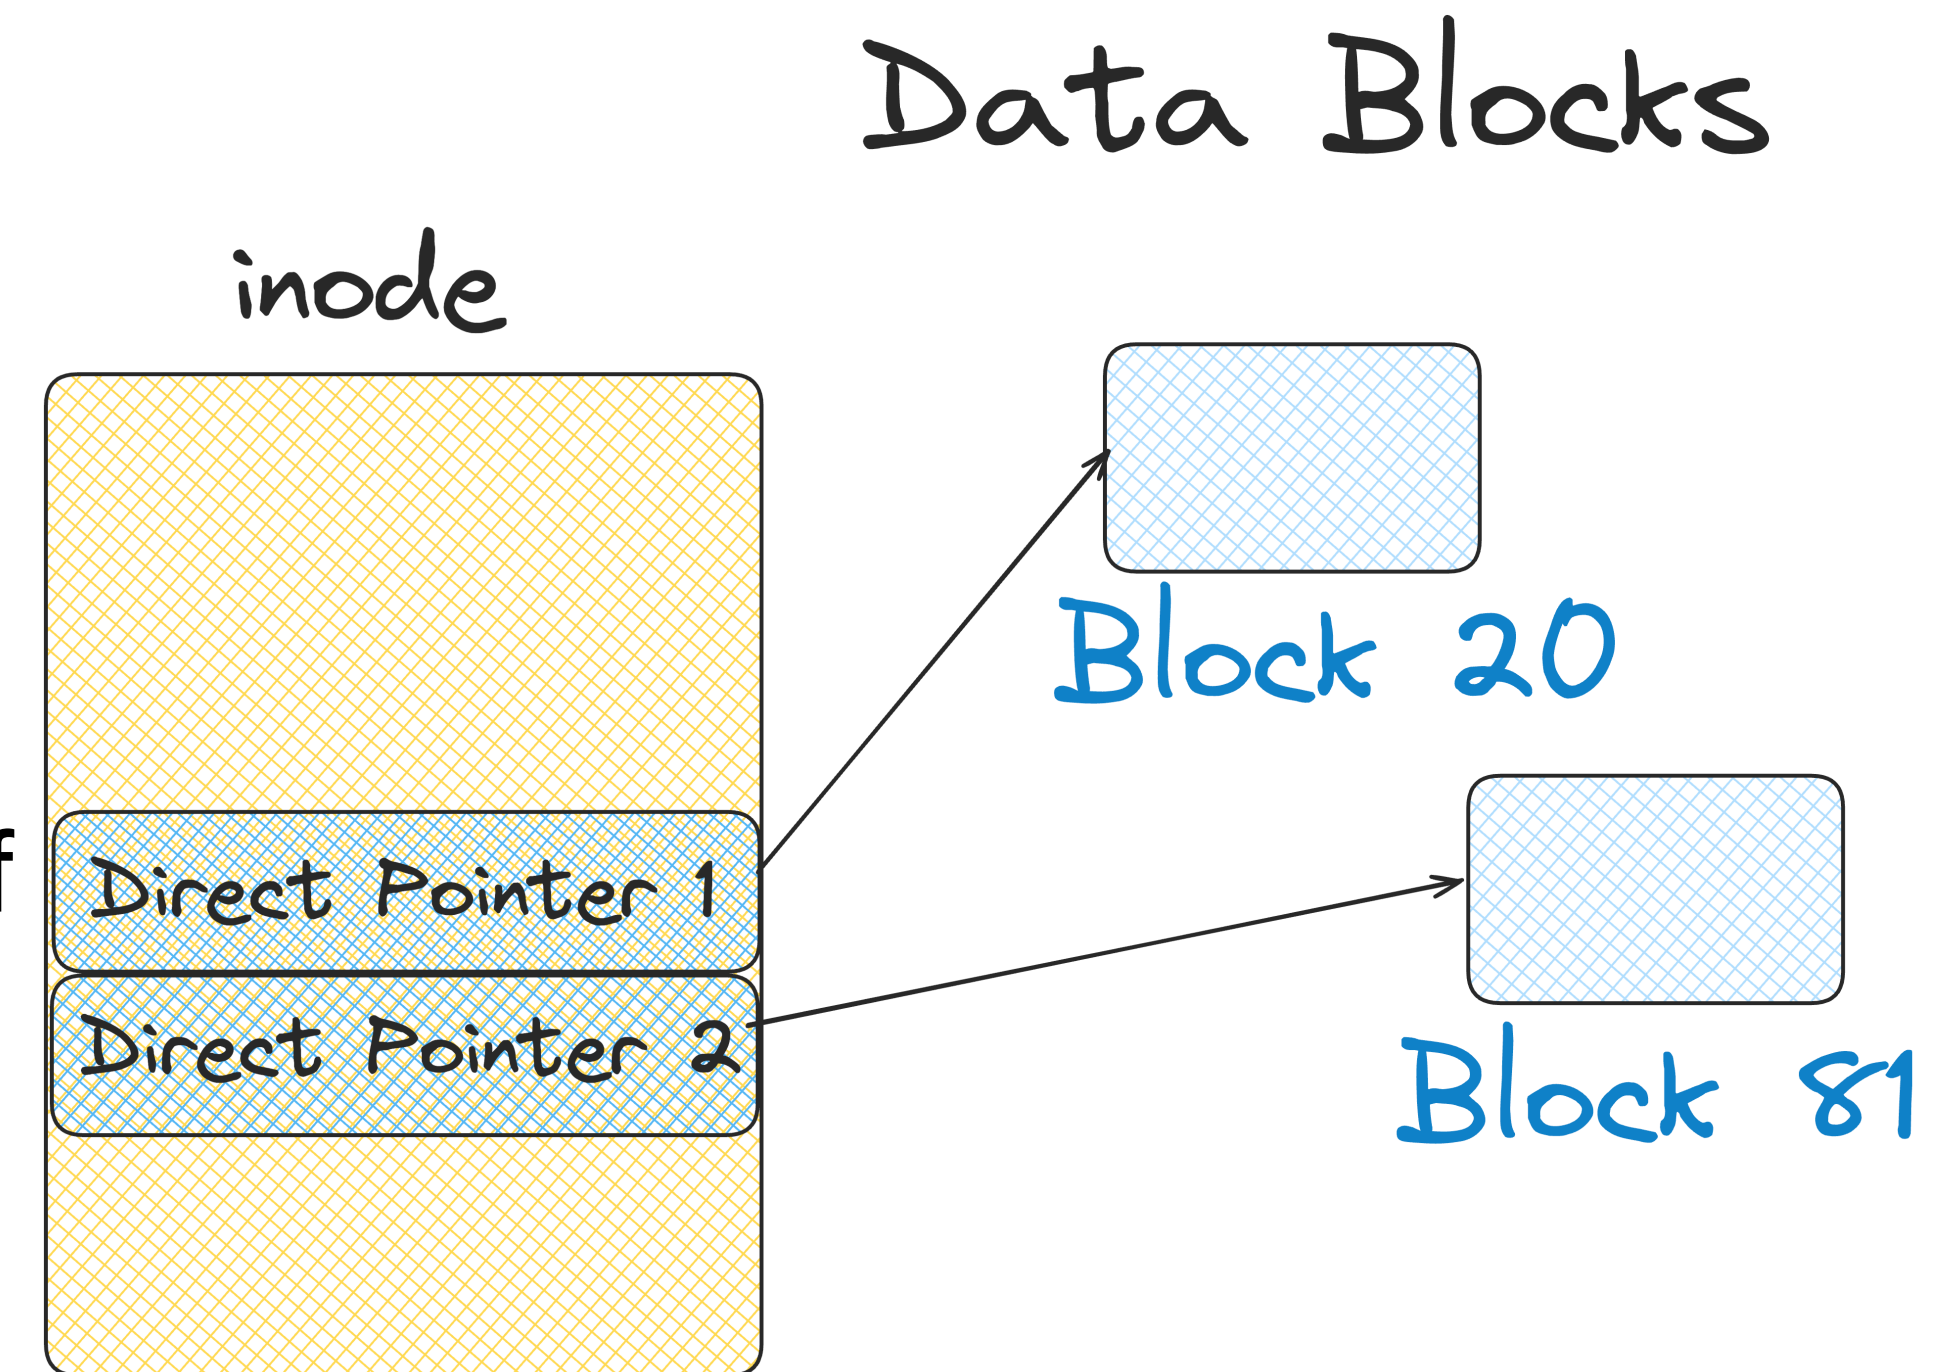 Data Blocks
inode
Block 20
f
Direct Pointer 1
Direct Pointer 2
Block 81